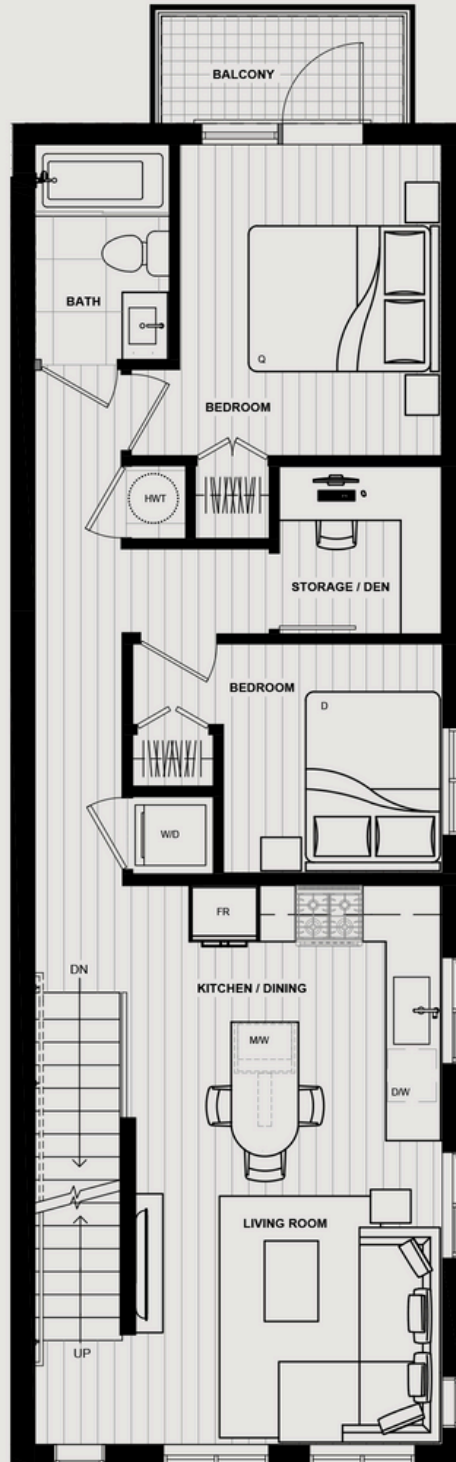 BALCONY
BATH
Q
BEDROOM
HWT
STORAGE / DEN
BEDROOM
D
W/D
FR
KITCHEN / DINING
DN
M/W
D/W
LIVING ROOM
UP